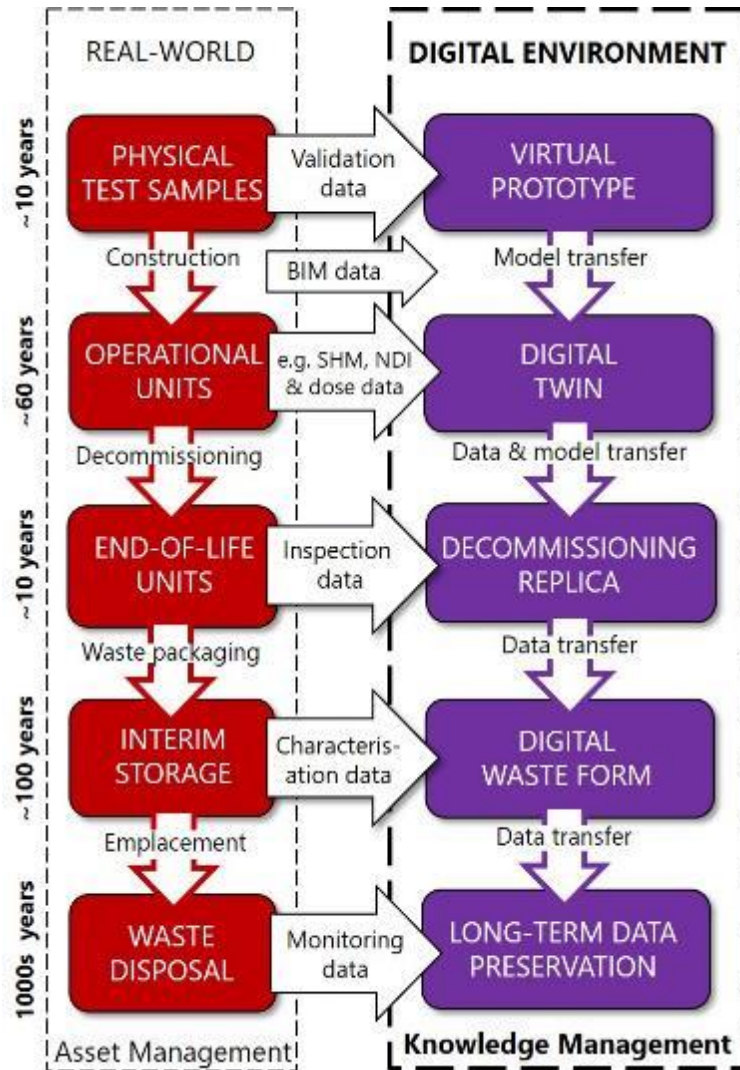 REAL-WORLD
DIGITAL ENVIRONMENT
~10 years
PHYSICAL
TEST SAMPLES
Validation
data
VIRTUAL
PROTOTYPE
Construction
BIM data
Model transfer
~60 years
OPERATIONAL
UNITS
e.g. SHM, NDI
& dose data
DIGITAL
TWIN
Decommissioning
Data & model transfer
~10 years
END-OF-LIFE
UNITS
Inspection
data
DECOMMISSIONING
REPLICA
Waste packaging
Data transfer
~100 years
INTERIM
STORAGE
Characteris-
ation data
DIGITAL
WASTE FORM
Emplacement
Data transfer
1000s years
WASTE
DISPOSAL
Monitoring
data
LONG-TERM DATA
PRESERVATION
Asset Management
Knowledge Management